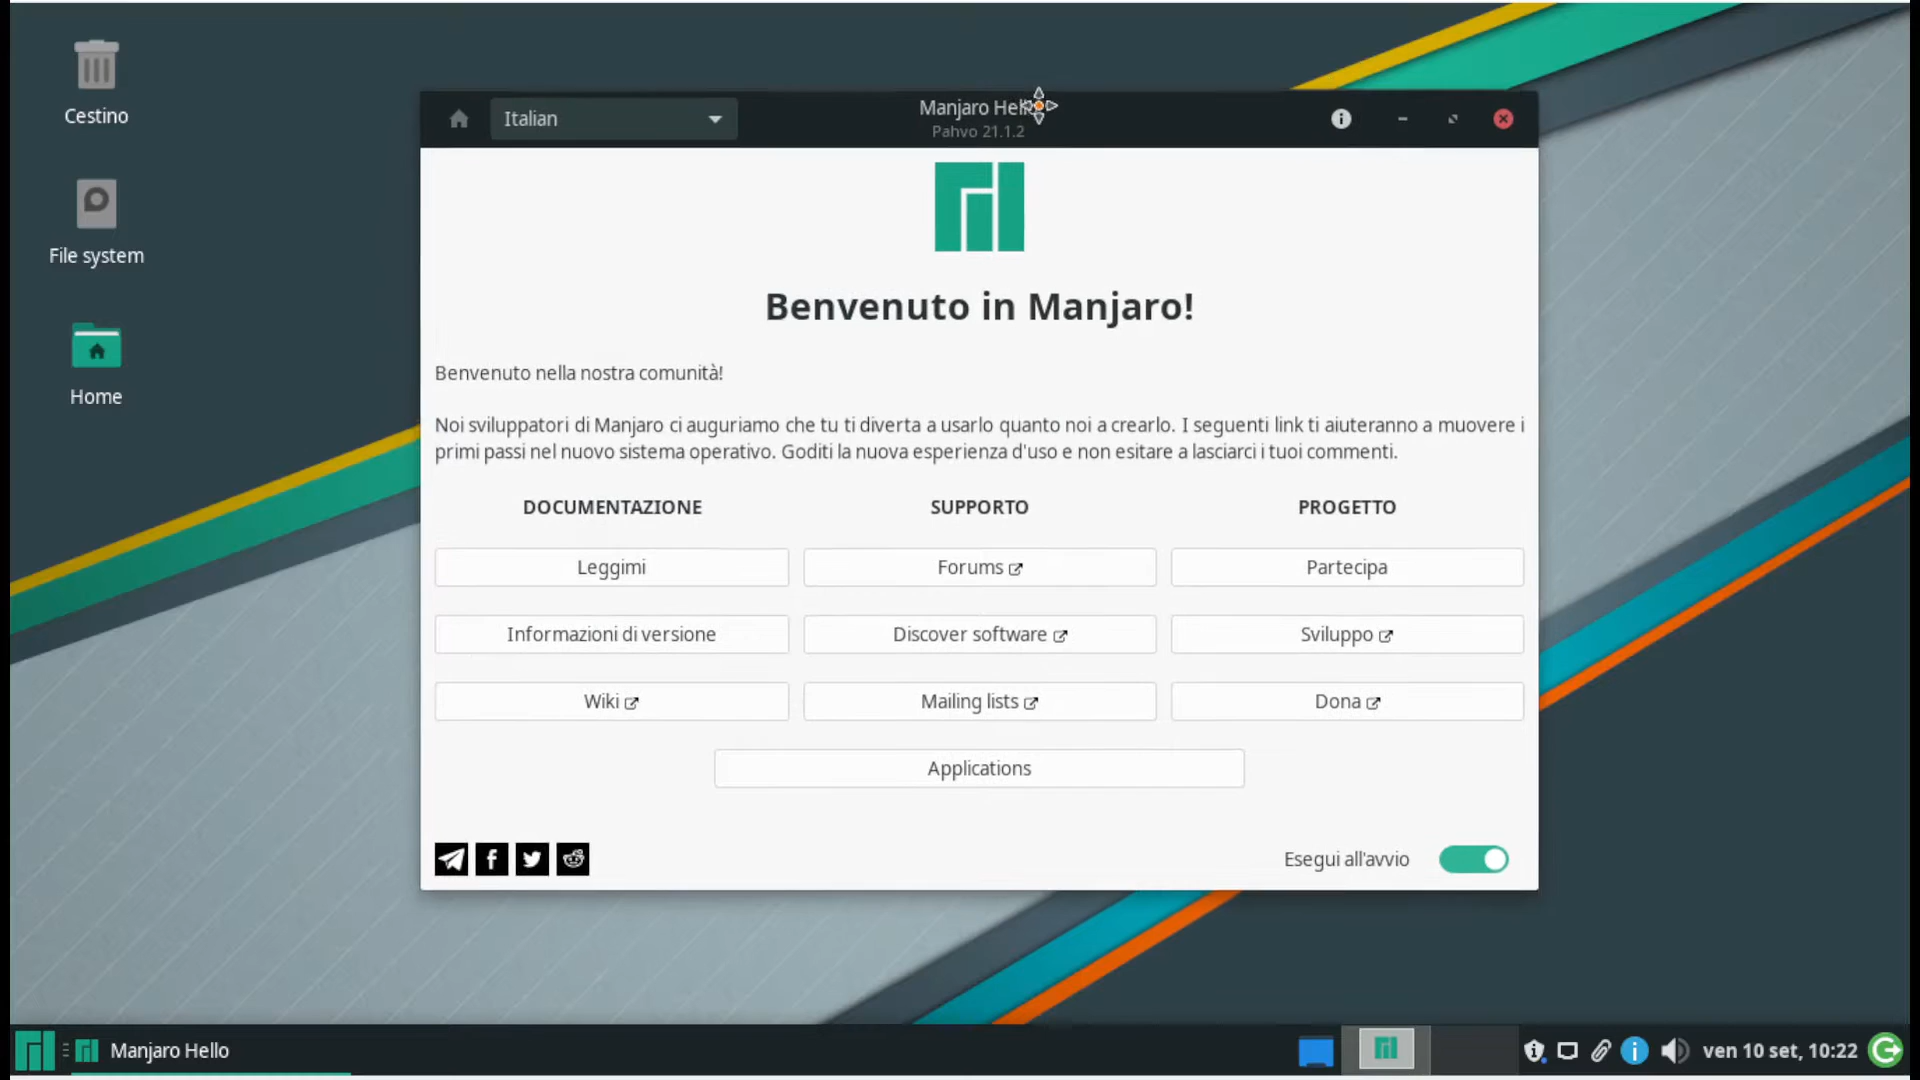 Cestino
File system
Home
Italian
Manjaro Hello
Pahvo 21.1.2
Benvenuto in Manjaro!
Benvenuto nella nostra comunità!
Noi sviluppatori di Manjaro ci auguriamo che tu ti diverta a usarlo quanto noi a crearlo. I seguenti link ti aiuteranno a muovere i
primi passi nel nuovo sistema operativo. Goditi la nuova esperienza d'uso e non esitare a lasciarci i tuoi commenti.
DOCUMENTAZIONE
SUPPORTO
PROGETTO
Leggimi
Forums
Partecipa
Informazioni di versione
Discover software
Sviluppo
Wiki
Mailing lists
Dona
Applications
Esegui all'avvio
Manjaro Hello
ven 10 set, 10:22